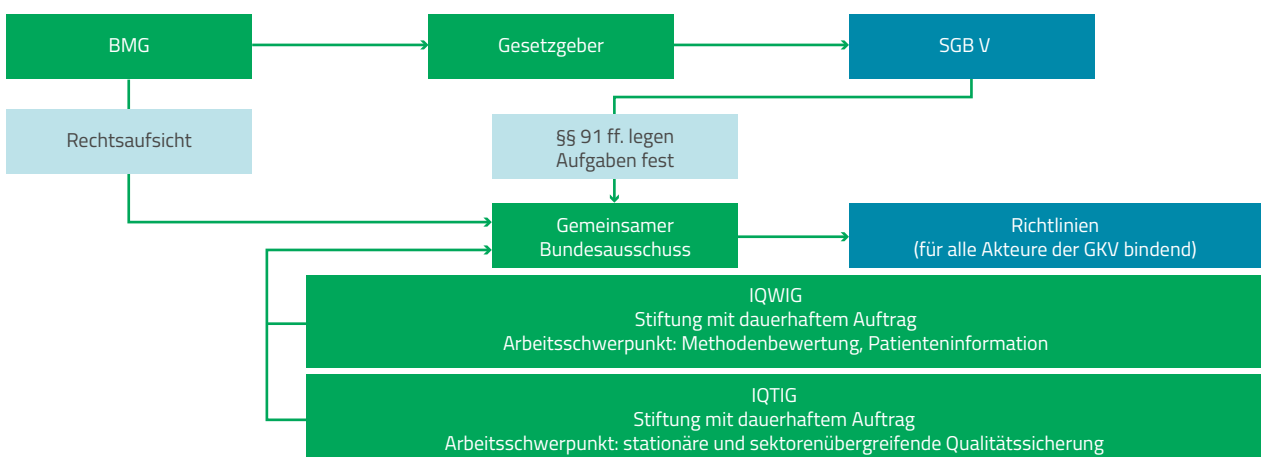 BMG
Gesetzgeber
SGB V
Rechtsaufsicht
§§ 91 ff. legen
Aufgaben fest
Gemeinsamer
Bundesausschuss
Richtlinien
(für alle Akteure der GKV bindend)
IQWIG
Stiftung mit dauerhaftem Auftrag
Arbeitsschwerpunkt: Methodenbewertung, Patienteninformation
IQTIG
Stiftung mit dauerhaftem Auftrag
Arbeitsschwerpunkt: stationäre und sektorenübergreifende Qualitätssicherung